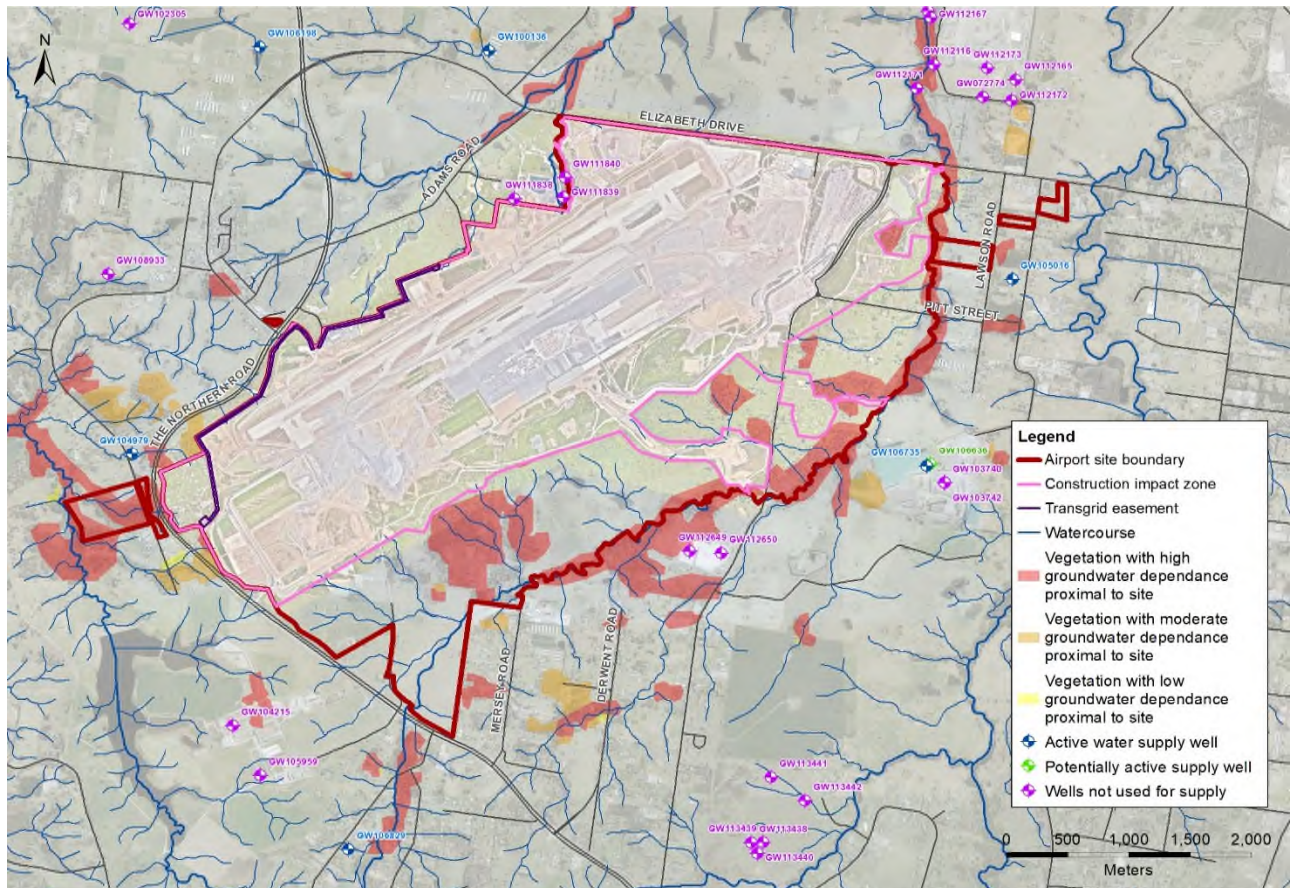 GW102305
GW106198
GW100136
GW112167
GW112116
GW112173
GW112165
GW112171
GW072774
GW112172
N
ELIZABETH DRIVE
ADAMS ROAD
GW111840
GW111838
GW111839
LAWSON ROAD
GW108933
GW105016
PITT STREET
THE NORTHERN ROAD
GW104979
GW106735
GW106636
GW103740
GW103742
GW112649
GW112650
MERSEY ROAD
DERWENT ROAD
GW104215
GW105959
GW113441
GW113442
GW113439
GW113438
GW113440
GW106829
Legend
Airport site boundary
Construction impact zone
Transgrid easement
Watercourse
Vegetation with high
groundwater dependance
proximal to site
Vegetation with moderate
groundwater dependance
proximal to site
Vegetation with low
groundwater dependance
proximal to site
Active water supply well
Potentially active supply well
Wells not used for supply
0 500 1,000 1,500 2,000
Meters